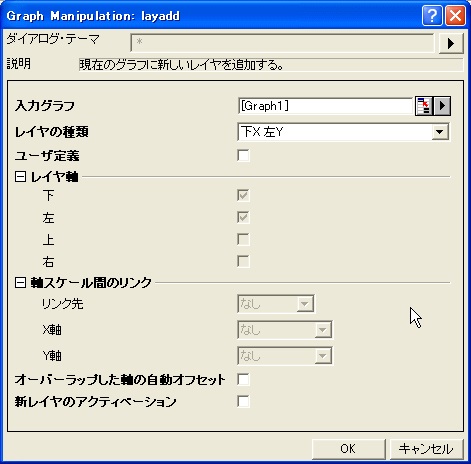 Graph Manipulation: layadd
ダイアログ・テーマ *
説明 現在のグラフに新しいレイヤを追加する。
入力グラフ [Graph1]
レイヤの種類 下X 左Y
ユーザ定義
レイヤ軸
下
左
上
右
軸スケール間のリンク
リンク先 なし
X軸 なし
Y軸 なし
オーバーラップした軸の自動オフセット
新レイヤのアクティベーション
OK キャンセル